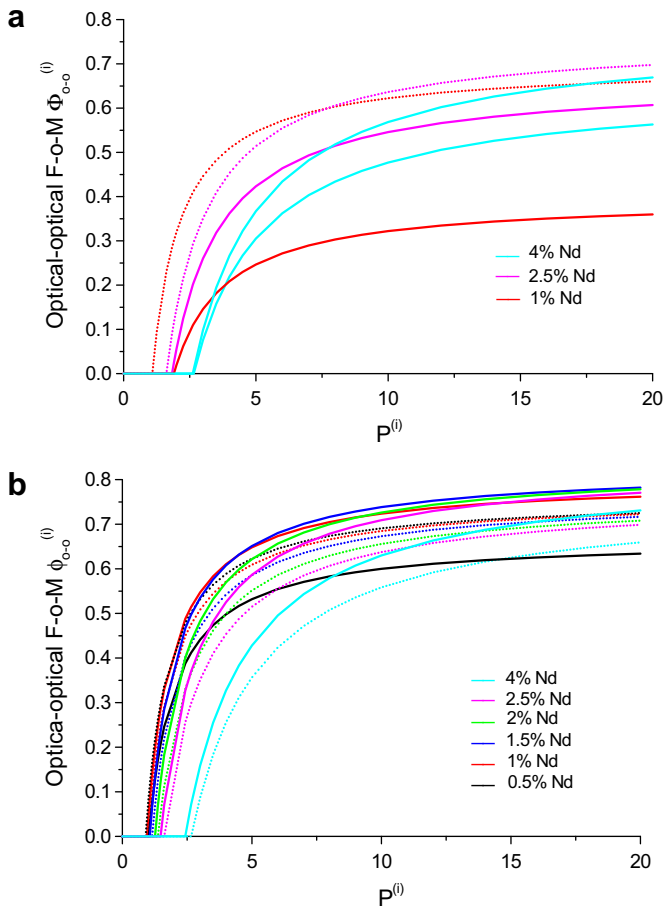 a
Optical-optical F-o-M Φo-o(i)
0.8
0.7
0.6
0.5
0.4
0.3
0.2
0.1
0.0
4% Nd
2.5% Nd
1% Nd
0
5
10
15
20
P(i)
b
Optica-optical F-o-M ϕo-o(i)
0.8
0.7
0.6
0.5
0.4
0.3
0.2
0.1
0.0
4% Nd
2.5% Nd
2% Nd
1.5% Nd
1% Nd
0.5% Nd
0
5
10
15
20
P(i)